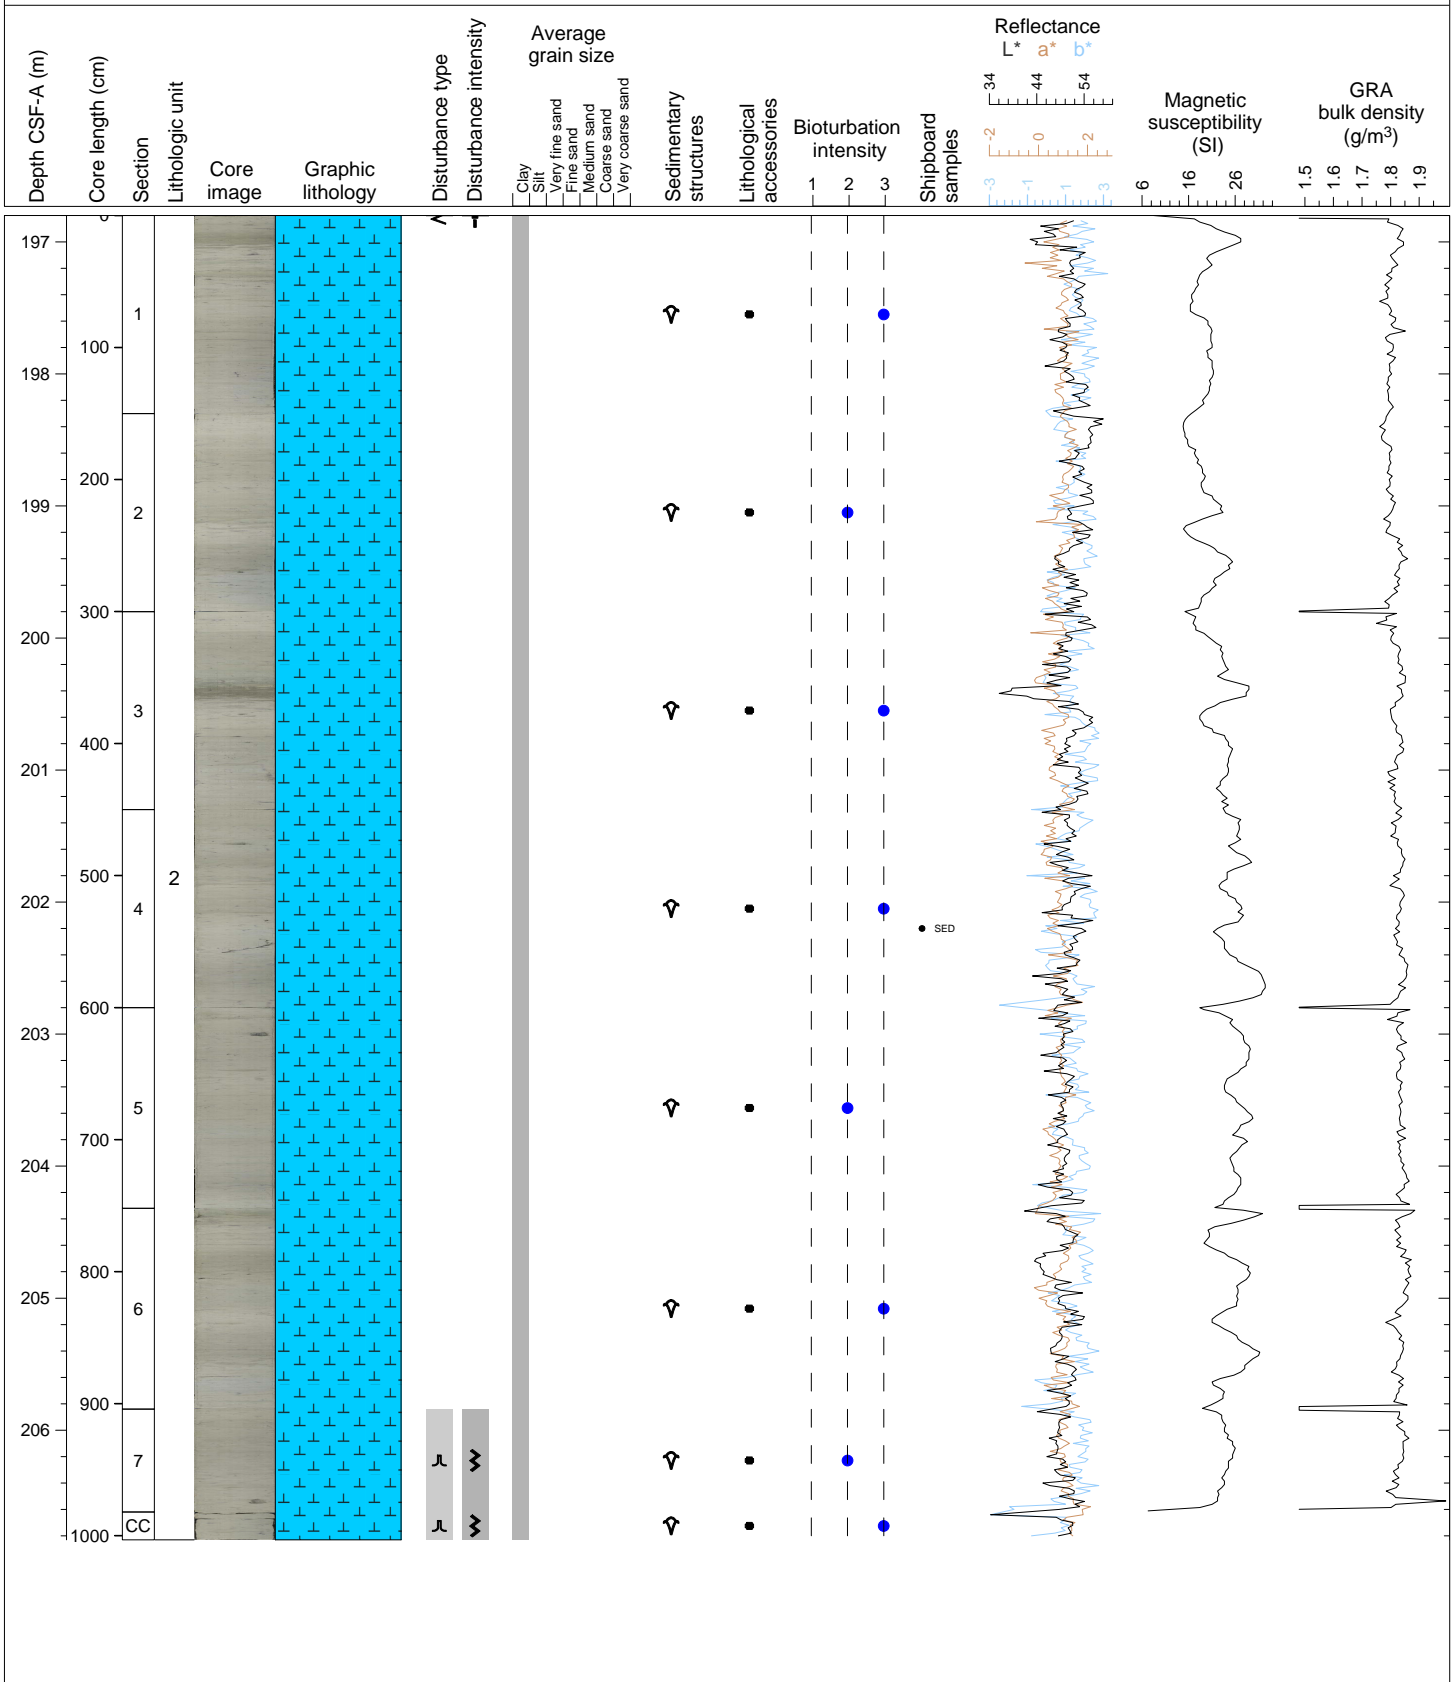 Depth CSF-A (m)
Core length (cm)
Section
Lithologic unit
Core
image
Graphic
lithology
Disturbance type
Disturbance intensity
Average
grain size
Clay
Silt
Very fine sand
Fine sand
Medium sand
Coarse sand
Very coarse sand
Sedimentary
structures
Lithological
accessories
Bioturbation
intensity
1 2 3
Shipboard
samples
Reflectance
L* a* b*
34 44 54
-2 0 2
-3 -1 1 3
Magnetic
susceptibility
(SI)
6 16 26
GRA
bulk density
(g/m3)
1.5 1.6 1.7 1.8 1.9
0
197
1
100
198
200
199
2
300
200
3
400
201
2
500
202
4
SED
600
203
5
700
204
800
205
6
900
206
7
CC
1000